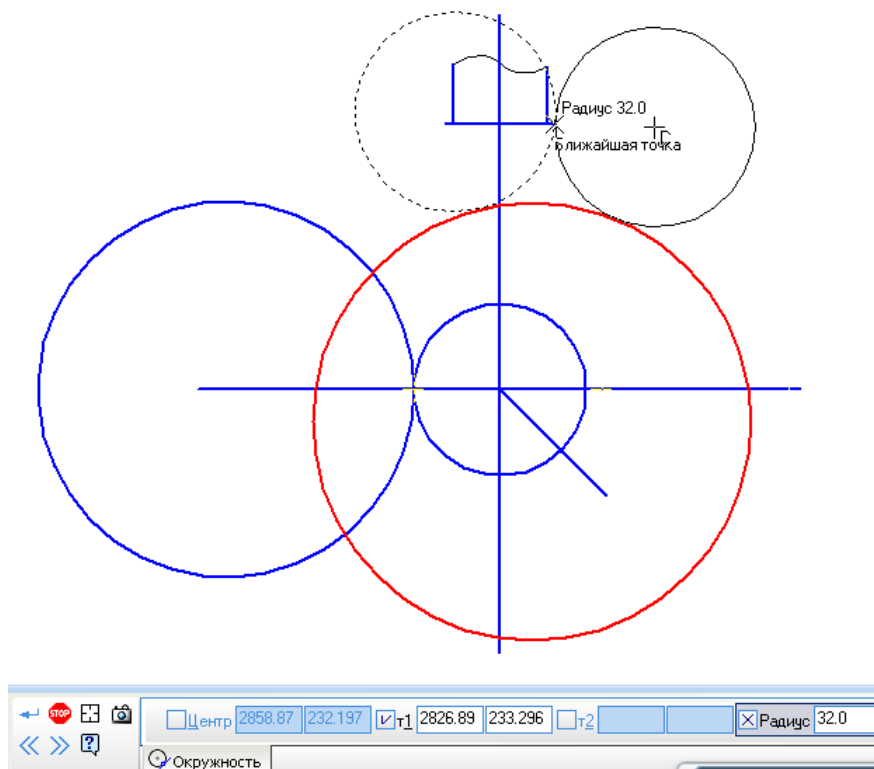 Радиус 32.0
Ближайшая точка
STOP
Центр 2858.87 232.197 т1 2826.89 233.296 т2 Радиус 32.0
Окружность